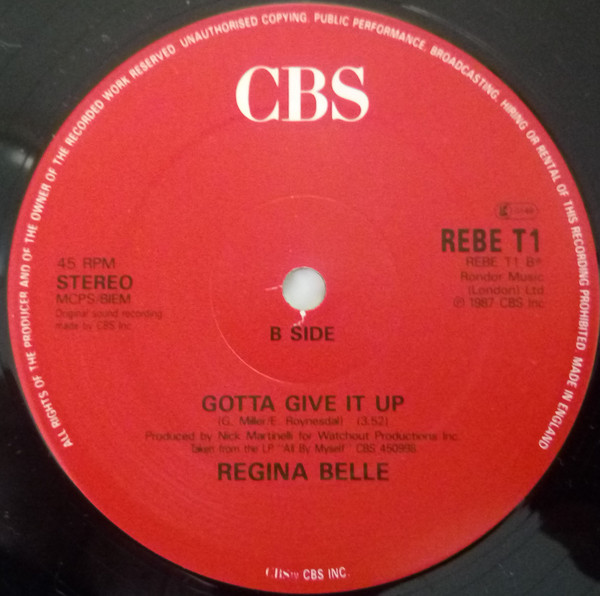 ALL RIGHTS OF THE PRODUCER AND OF THE OWNER OF THE RECORDED WORK RESERVED. UNAUTHORISED COPYING, PUBLIC PERFORMANCE, BROADCASTING, HIRING OR RENTAL OF THIS RECORDING PROHIBITED. MADE IN ENGLAND
CBS
45 RPM
STEREO
MCPS/BIEM
Original sound recording
made by CBS Inc.
REBE T1
REBE T1 B*
Rondor Music
(London) Ltd
℗ 1987 CBS Inc
B SIDE
GOTTA GIVE IT UP
(G. Miller/E. Roynesdal) (3.52)
Produced by Nick Martinelli for Watchout Productions Inc.
Taken from the LP "All By Myself" CBS 450998
REGINA BELLE
CBS CBS INC.